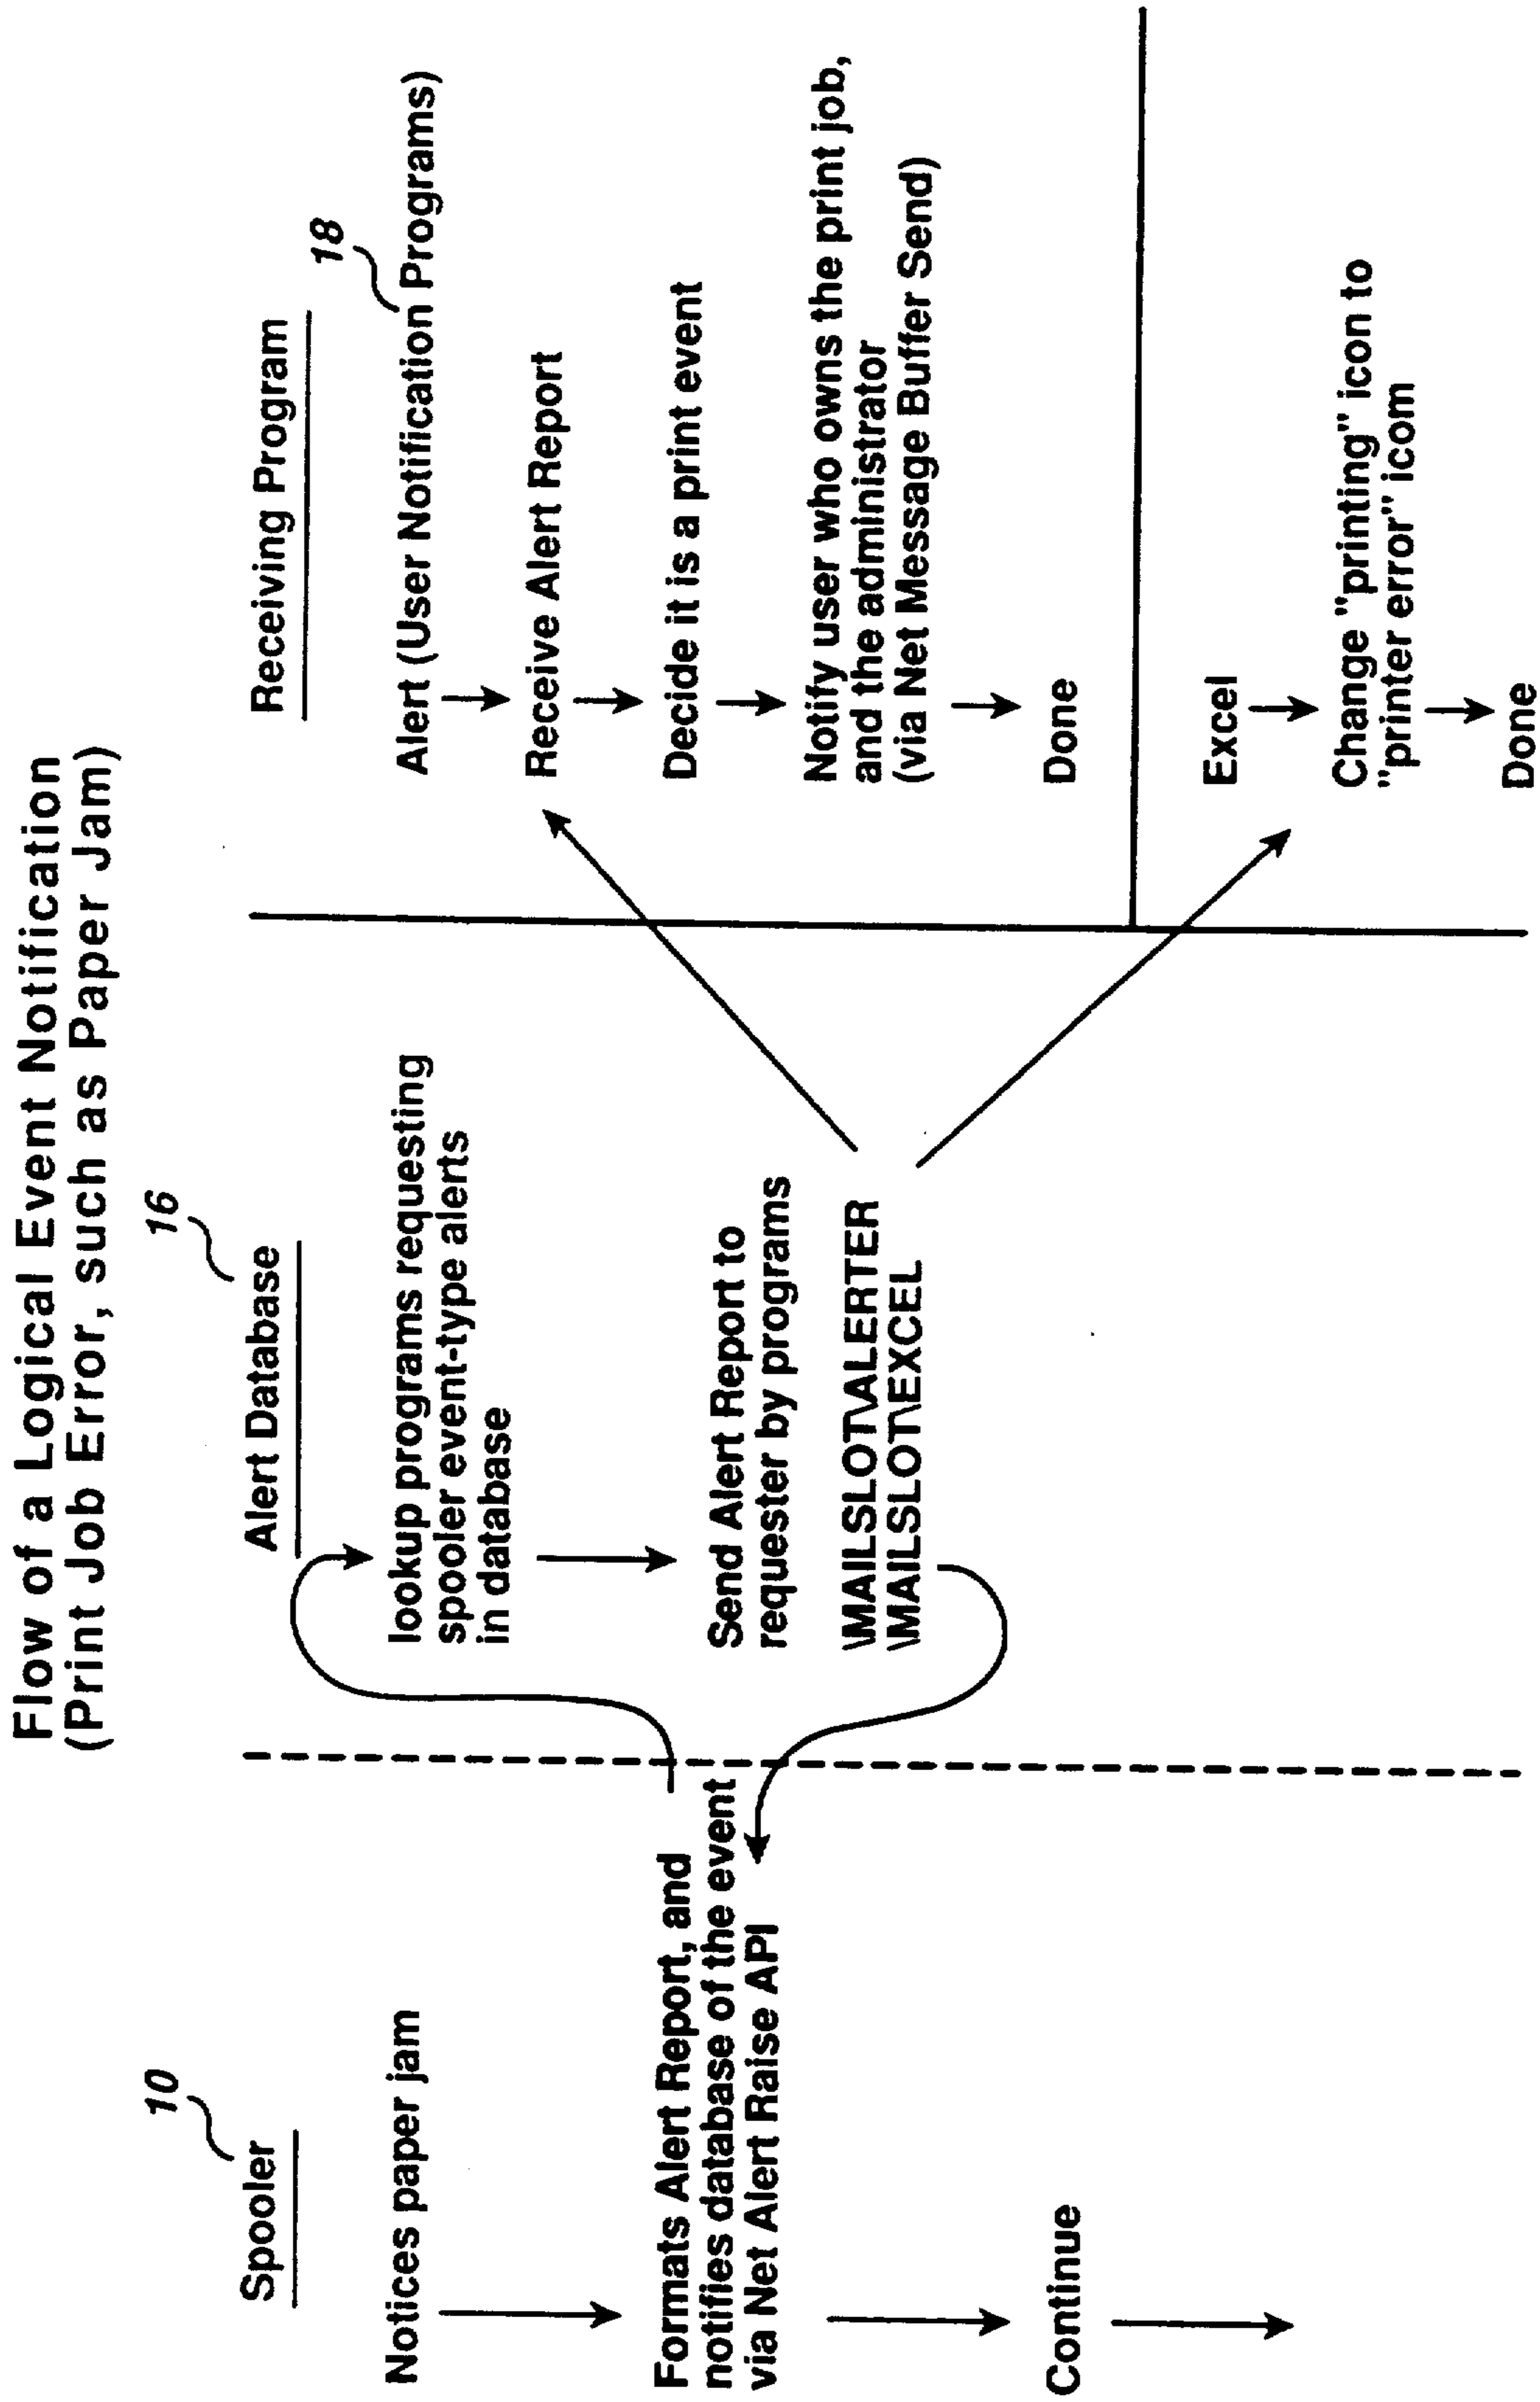 Flow of a Logical Event Notification
(Print Job Error, such as Paper Jam)
10
Spooler
Notices paper jam
Formats Alert Report, and
notifies database of the event
via Net Alert Raise API
Continue
16
Alert Database
lookup programs requesting
spooler event-type alerts
in database
Send Alert Report to
requester by programs
\MAILSLOT\ALERTER
\MAILSLOT\EXCEL
Receiving Program
18
Alert (User Notification Programs)
Receive Alert Report
Decide it is a print event
Notify user who owns the print job,
and the administrator
(via Net Message Buffer Send)
Done
Excel
Change "printing" icon to
"printer error" icom
Done